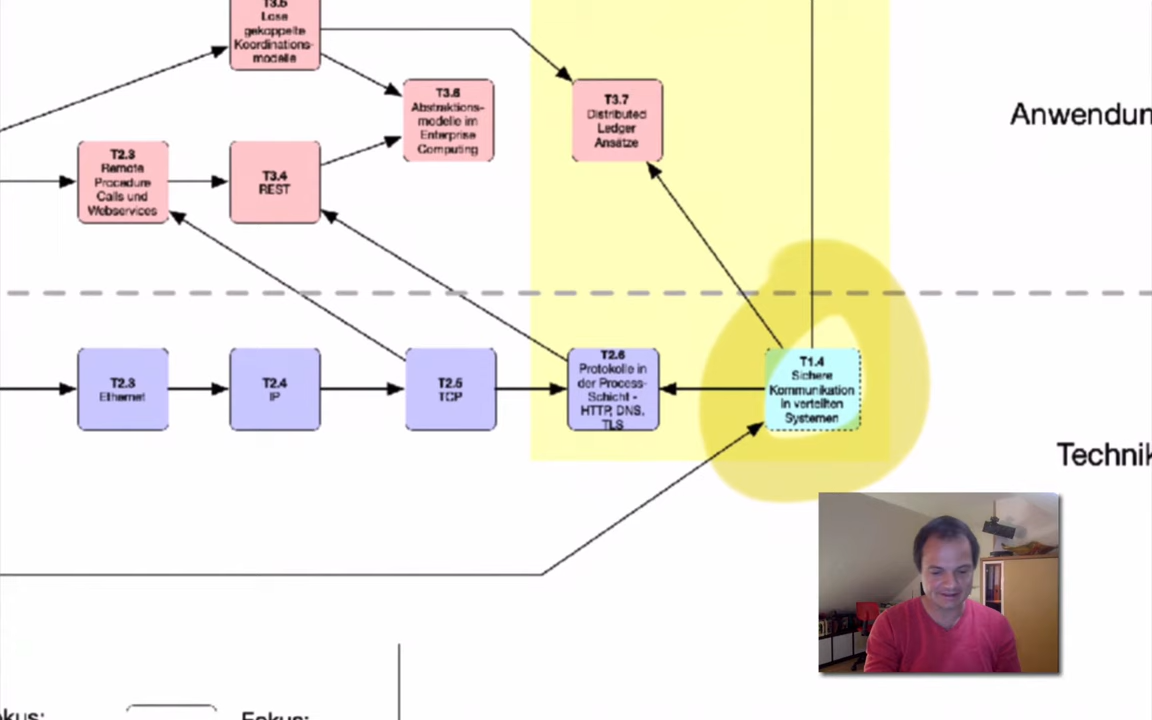 T3.5
Lose
gekoppelte
Koordinations-
modelle
T3.6
Abstraktions-
modelle im
Enterprise
Computing
T3.7
Distributed
Ledger
Ansätze
Anwendun
T2.3
Remote
Procedure
Calls und
Webservices
T3.4
REST
T2.3
Ethernet
T2.4
IP
T2.5
TCP
T2.6
Protokolle in
der Process-
Schicht -
HTTP, DNS,
TLS
T1.4
Sichere
Kommunikation
in verteilten
Systemen
Technik
kus:
Fokus: